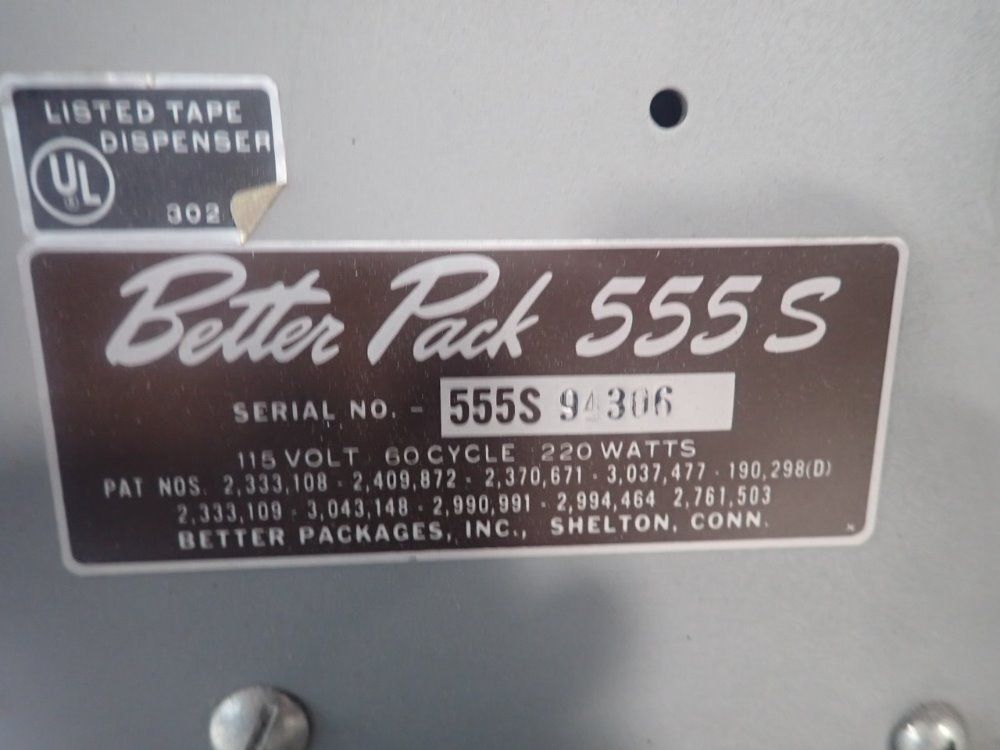 LISTED TAPE
DISPENSER
UL
302
Better Pack 555 S
SERIAL NO. - 555S 94306
115 VOLT 60 CYCLE 220 WATTS
PAT NOS. 2,333,108 - 2,409,872 - 2,370,671 - 3,037,477 - 190,298(D)
2,333,109 - 3,043,148 - 2,990,991 - 2,994,464 2,761,503
BETTER PACKAGES, INC., SHELTON, CONN.